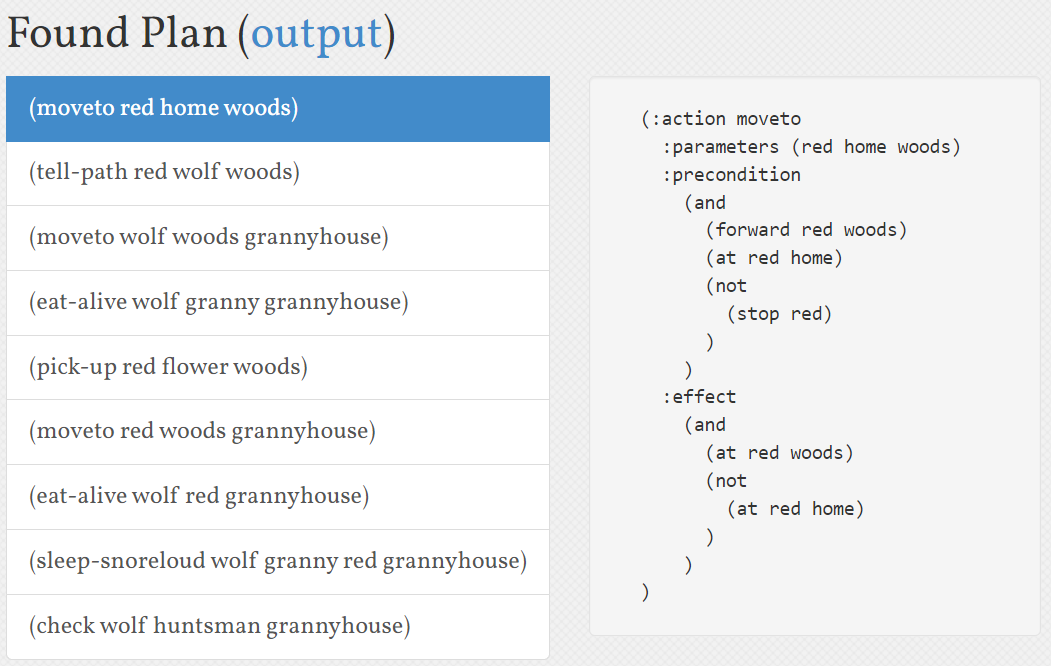 Found Plan (output)
(moveto red home woods)
(tell-path red wolf woods)
(moveto wolf woods grannyhouse)
(eat-alive wolf granny grannyhouse)
(pick-up red flower woods)
(moveto red woods grannyhouse)
(eat-alive wolf red grannyhouse)
(sleep-snoreloud wolf granny red grannyhouse)
(check wolf huntsman grannyhouse)
(:action moveto
  :parameters (red home woods)
  :precondition
    (and
      (forward red woods)
      (at red home)
      (not
        (stop red)
      )
    )
  :effect
    (and
      (at red woods)
      (not
        (at red home)
      )
    )
)